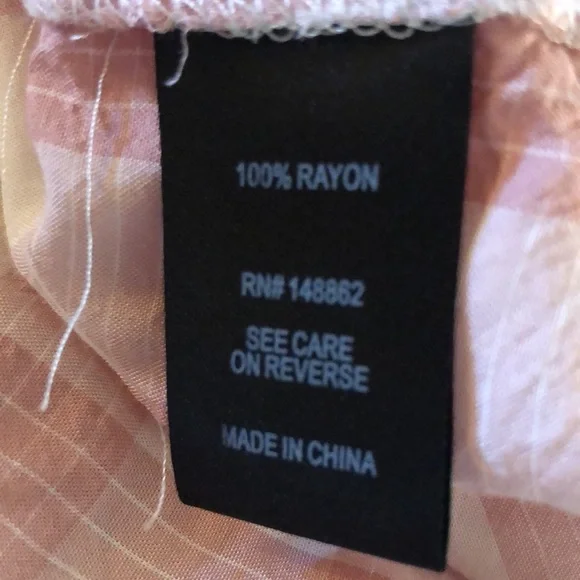 100% RAYON
RN# 148862
SEE CARE
ON REVERSE
MADE IN CHINA